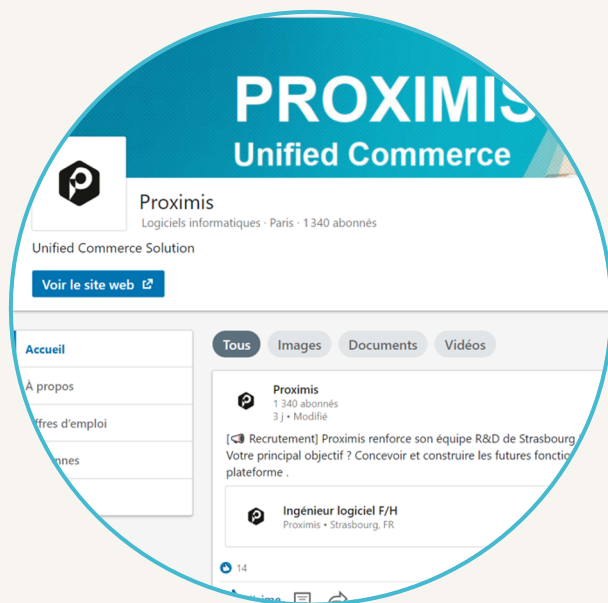 PROXIMIS
Unified Commerce
Proximis
Logiciels informatiques · Paris · 1 340 abonnés
Unified Commerce Solution
Voir le site web
Accueil
À propos
Tous
Images
Documents
Vidéos
Proximis
1 340 abonnés
3 j • Modifié
[📢 Recrutement] Proximis renforce son équipe R&D de Strasbourg
Votre principal objectif ? Concevoir et construire les futures
plateforme .
d'emploi
Ingénieur logiciel F/H
Proximis • Strasbourg, FR
14